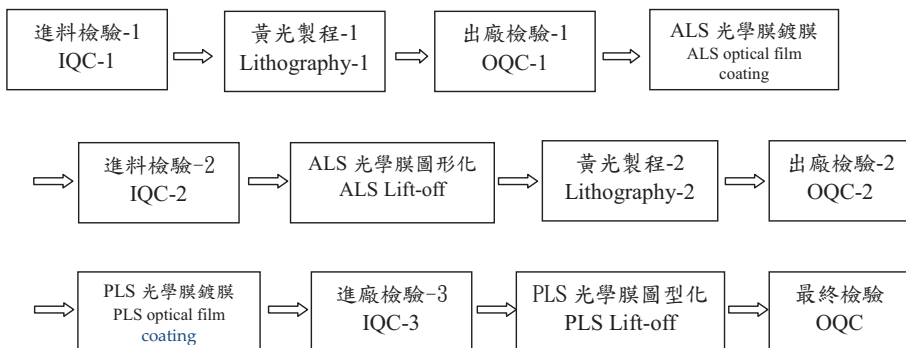 進料檢驗-1
IQC-1
黃光製程-1
Lithography-1
出廠檢驗-1
OQC-1
ALS 光學膜鍍膜
ALS optical film
coating
進料檢驗-2
IQC-2
ALS 光學膜圖形化
ALS Lift-off
黃光製程-2
Lithography-2
出廠檢驗-2
OQC-2
PLS 光學膜鍍膜
PLS optical film
coating
進廠檢驗-3
IQC-3
PLS 光學膜圖型化
PLS Lift-off
最終檢驗
OQC